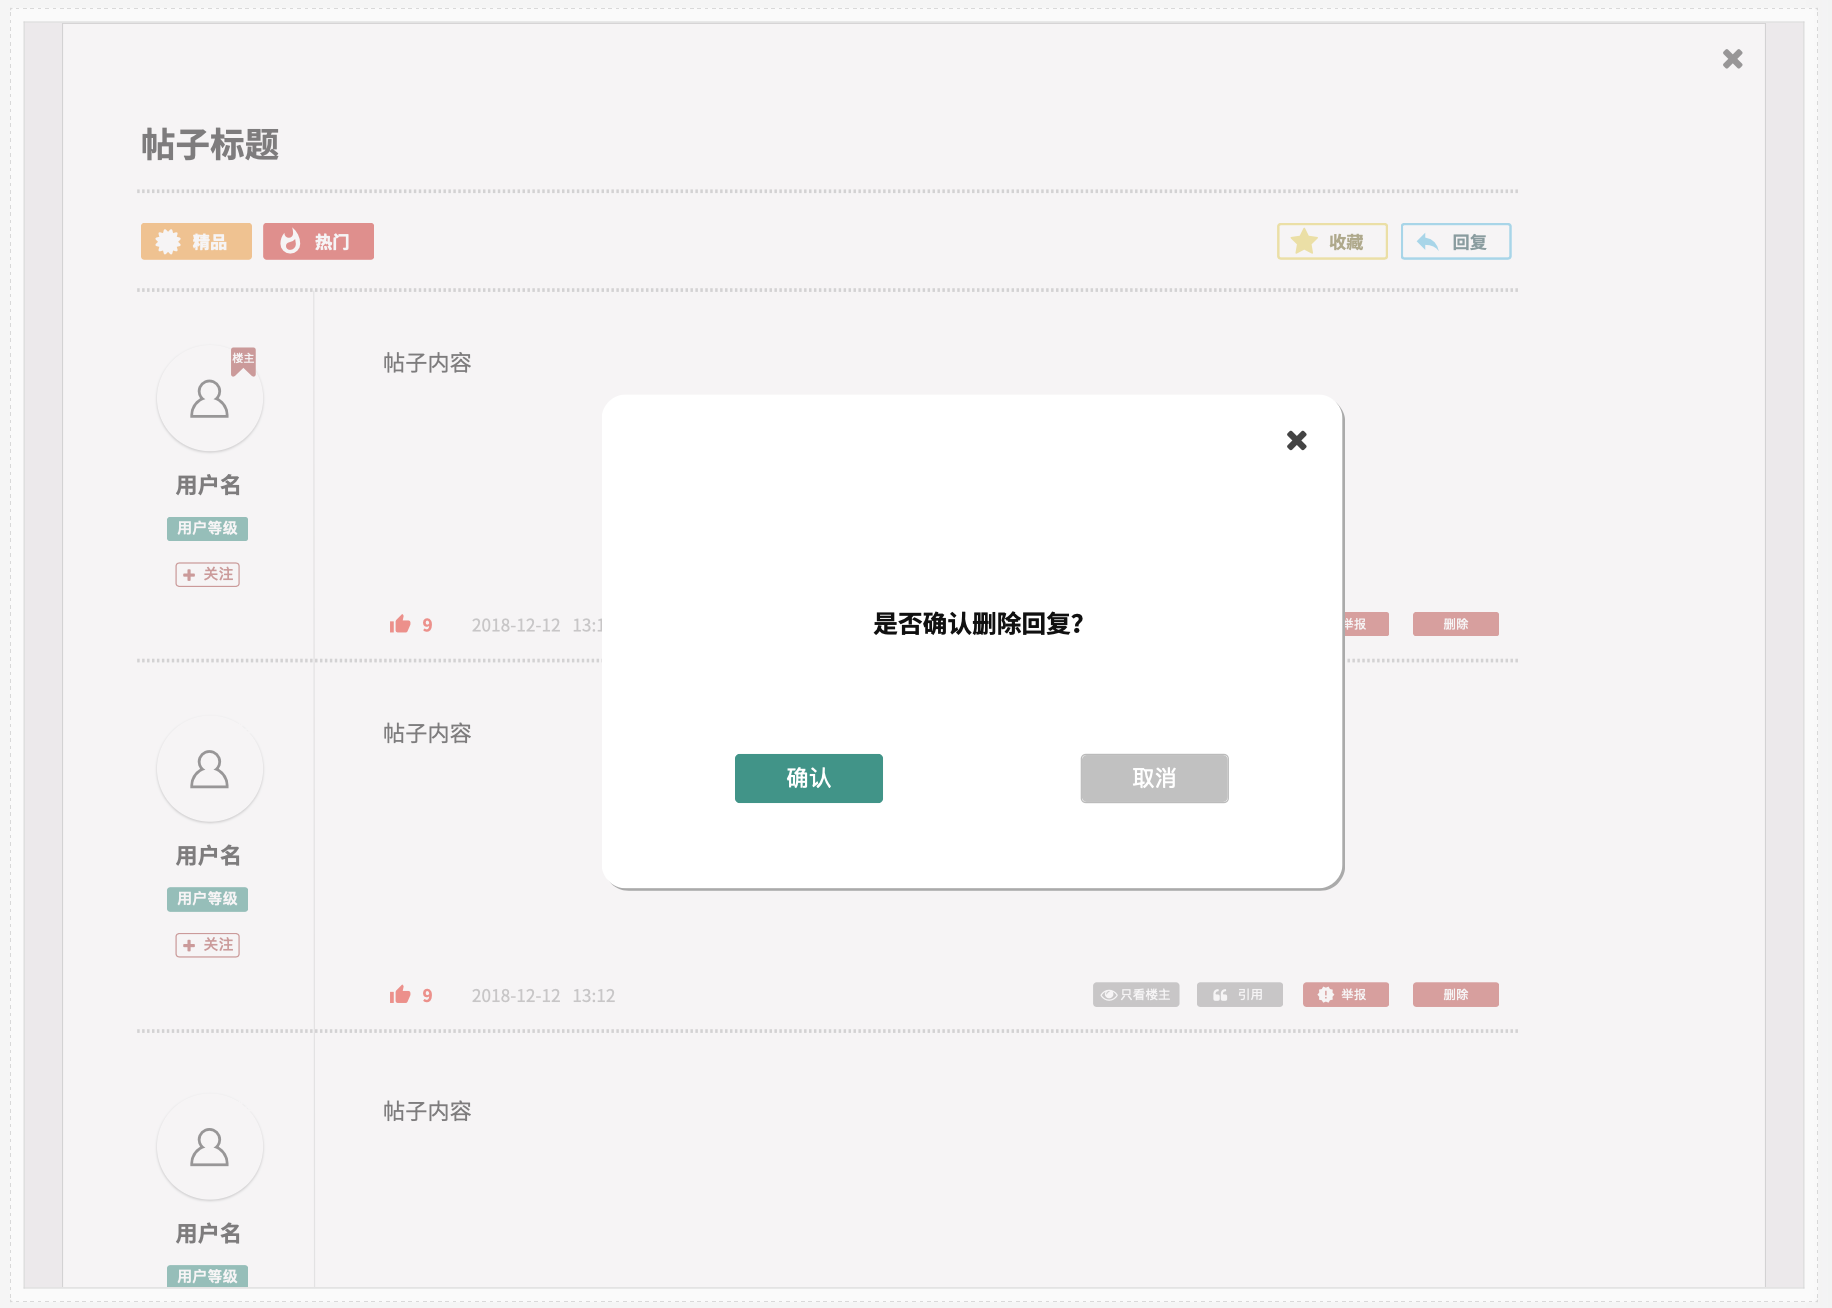 帖子标题
精品 热门 收藏 回复
楼主
帖子内容
用户名
用户等级
关注
9 2018-12-12 13:1
举报 删除
是否确认删除回复？
确认 取消
帖子内容
用户名
用户等级
关注
9 2018-12-12 13:12 只看楼主 引用 举报 删除
帖子内容
用户名
用户等级